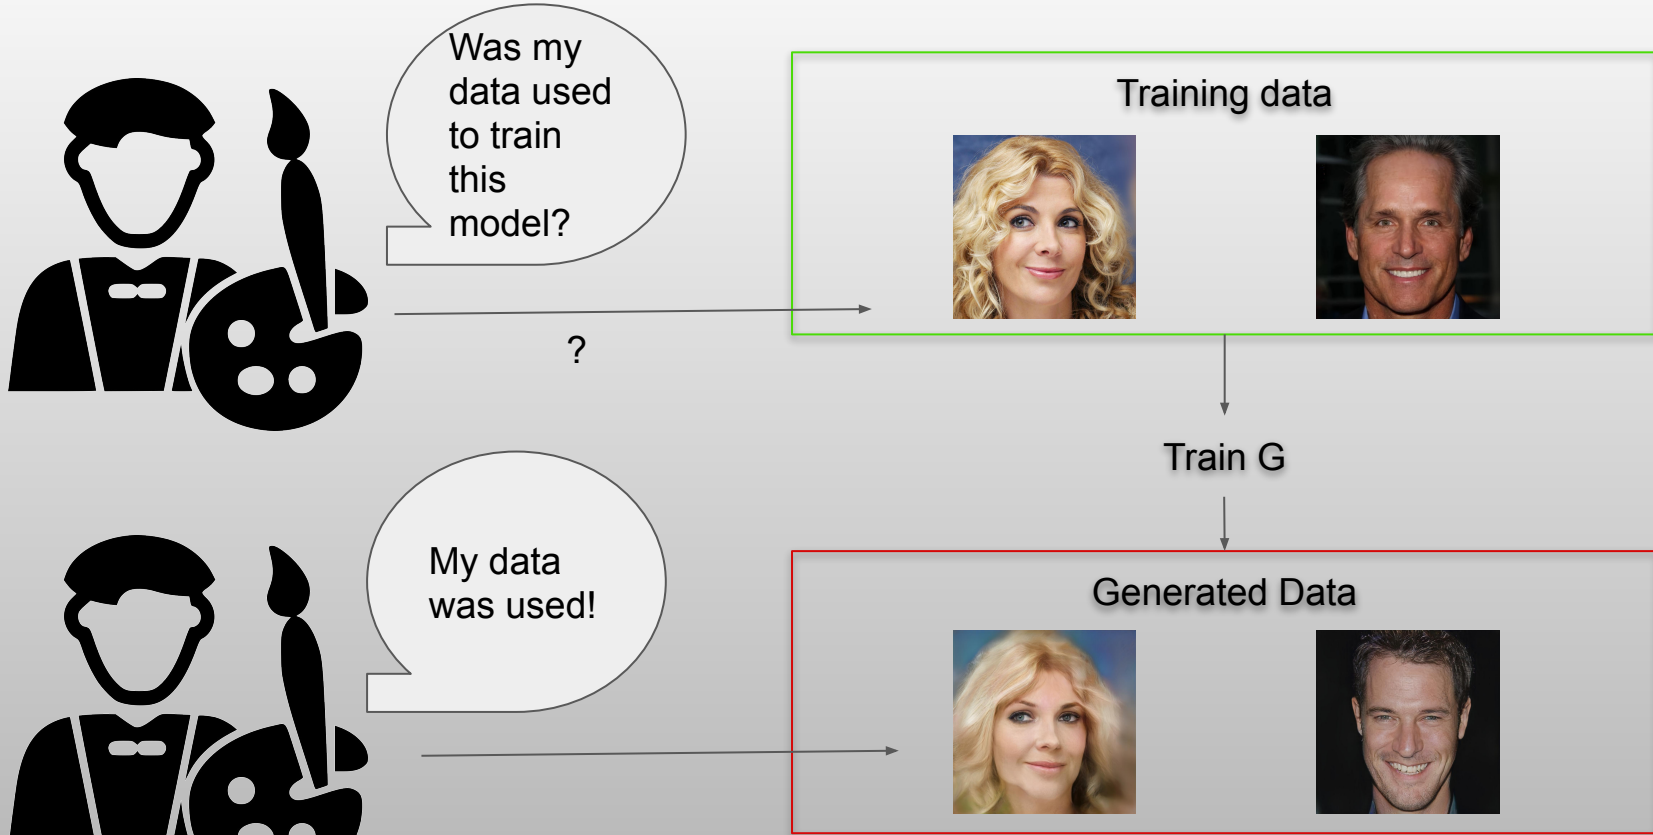 Was my
data used
to train
this
model?
Training data
?
Train G
My data
was used!
Generated Data